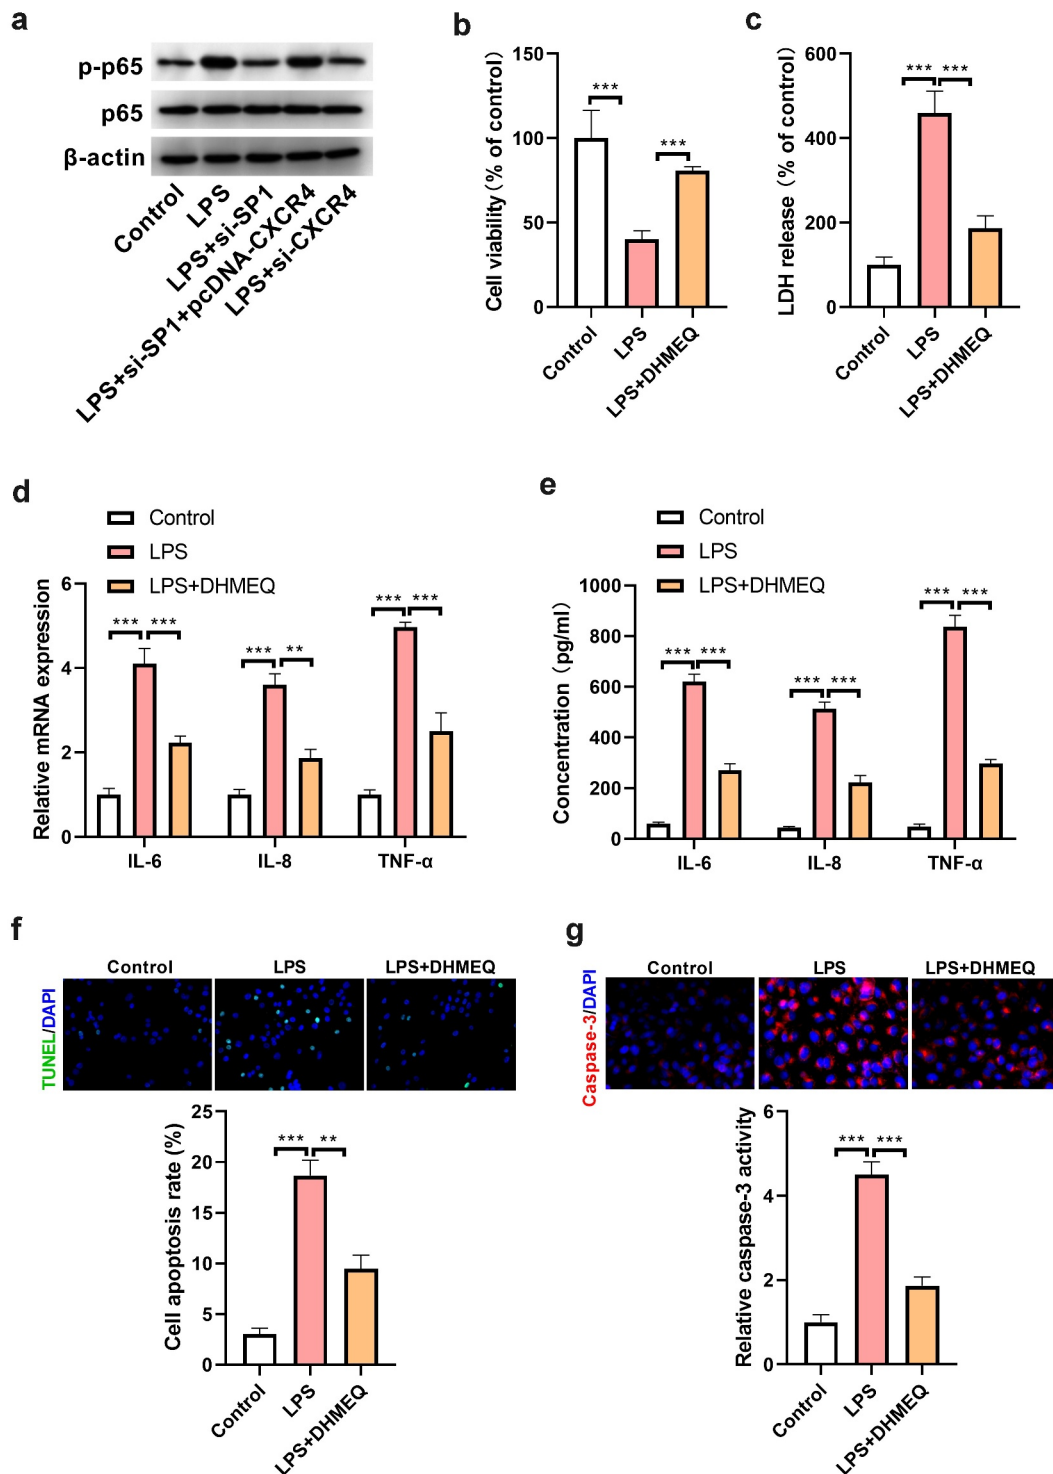 a
p-p65
p65
β-actin
Control
LPS
LPS+si-SP1
LPS+si-SP1+pcDNA-CXCR4
LPS+si-CXCR4
b
Cell viability(% of control)
150
100
50
0
***
***
Control
LPS
LPS+DHMEQ
c
LDH release (% of control)
600
400
200
0
*** ***
Control
LPS
LPS+DHMEQ
d
Control
LPS
LPS+DHMEQ
Relative mRNA expression
6
4
2
0
*** ***
*** **
*** ***
IL-6
IL-8
TNF-α
e
Control
LPS
LPS+DHMEQ
Concentration (pg/ml)
1000
800
600
400
200
0
*** ***
*** ***
*** ***
IL-6
IL-8
TNF-α
f
Control
LPS
LPS+DHMEQ
TUNEL/DAPI
Cell apoptosis rate (%)
25
20
15
10
5
0
*** **
Control
LPS
LPS+DHMEQ
g
Control
LPS
LPS+DHMEQ
Caspase-3/DAPI
Relative caspase-3 activity
6
4
2
0
*** ***
Control
LPS
LPS+DHMEQ